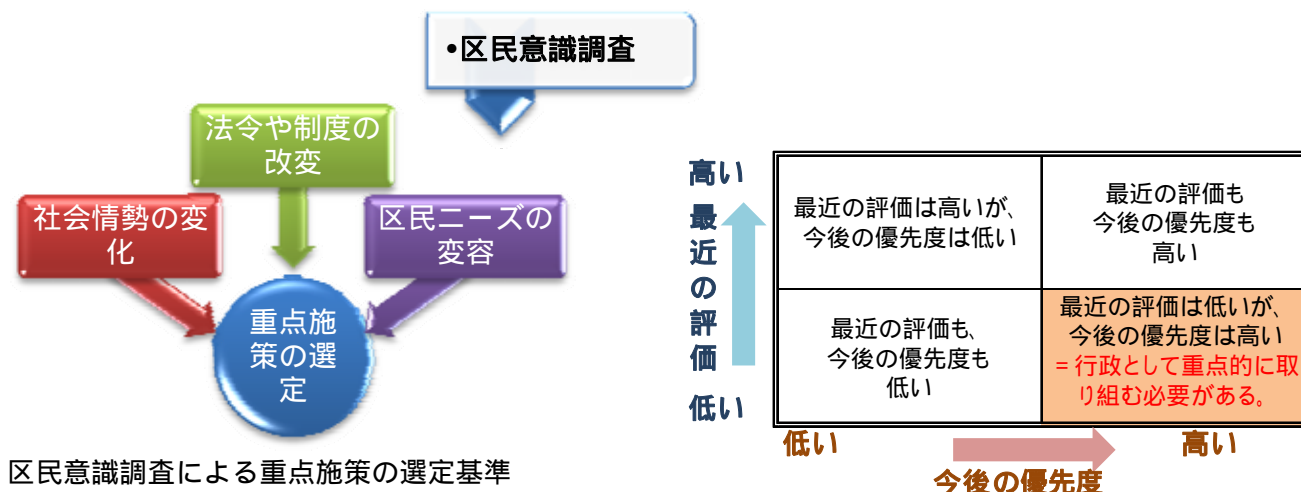 •区民意識調査
法令や制度の
改変
社会情勢の変
化
区民ニーズの
変容
重点施
策の選
定
区民意識調査による重点施策の選定基準
高い
最近の評価
低い
最近の評価は高いが、
今後の優先度は低い
最近の評価も
今後の優先度も
高い
最近の評価も、
今後の優先度も
低い
最近の評価は低いが、
今後の優先度は高い
=行政として重点的に取
り組む必要がある。
低い
高い
今後の優先度